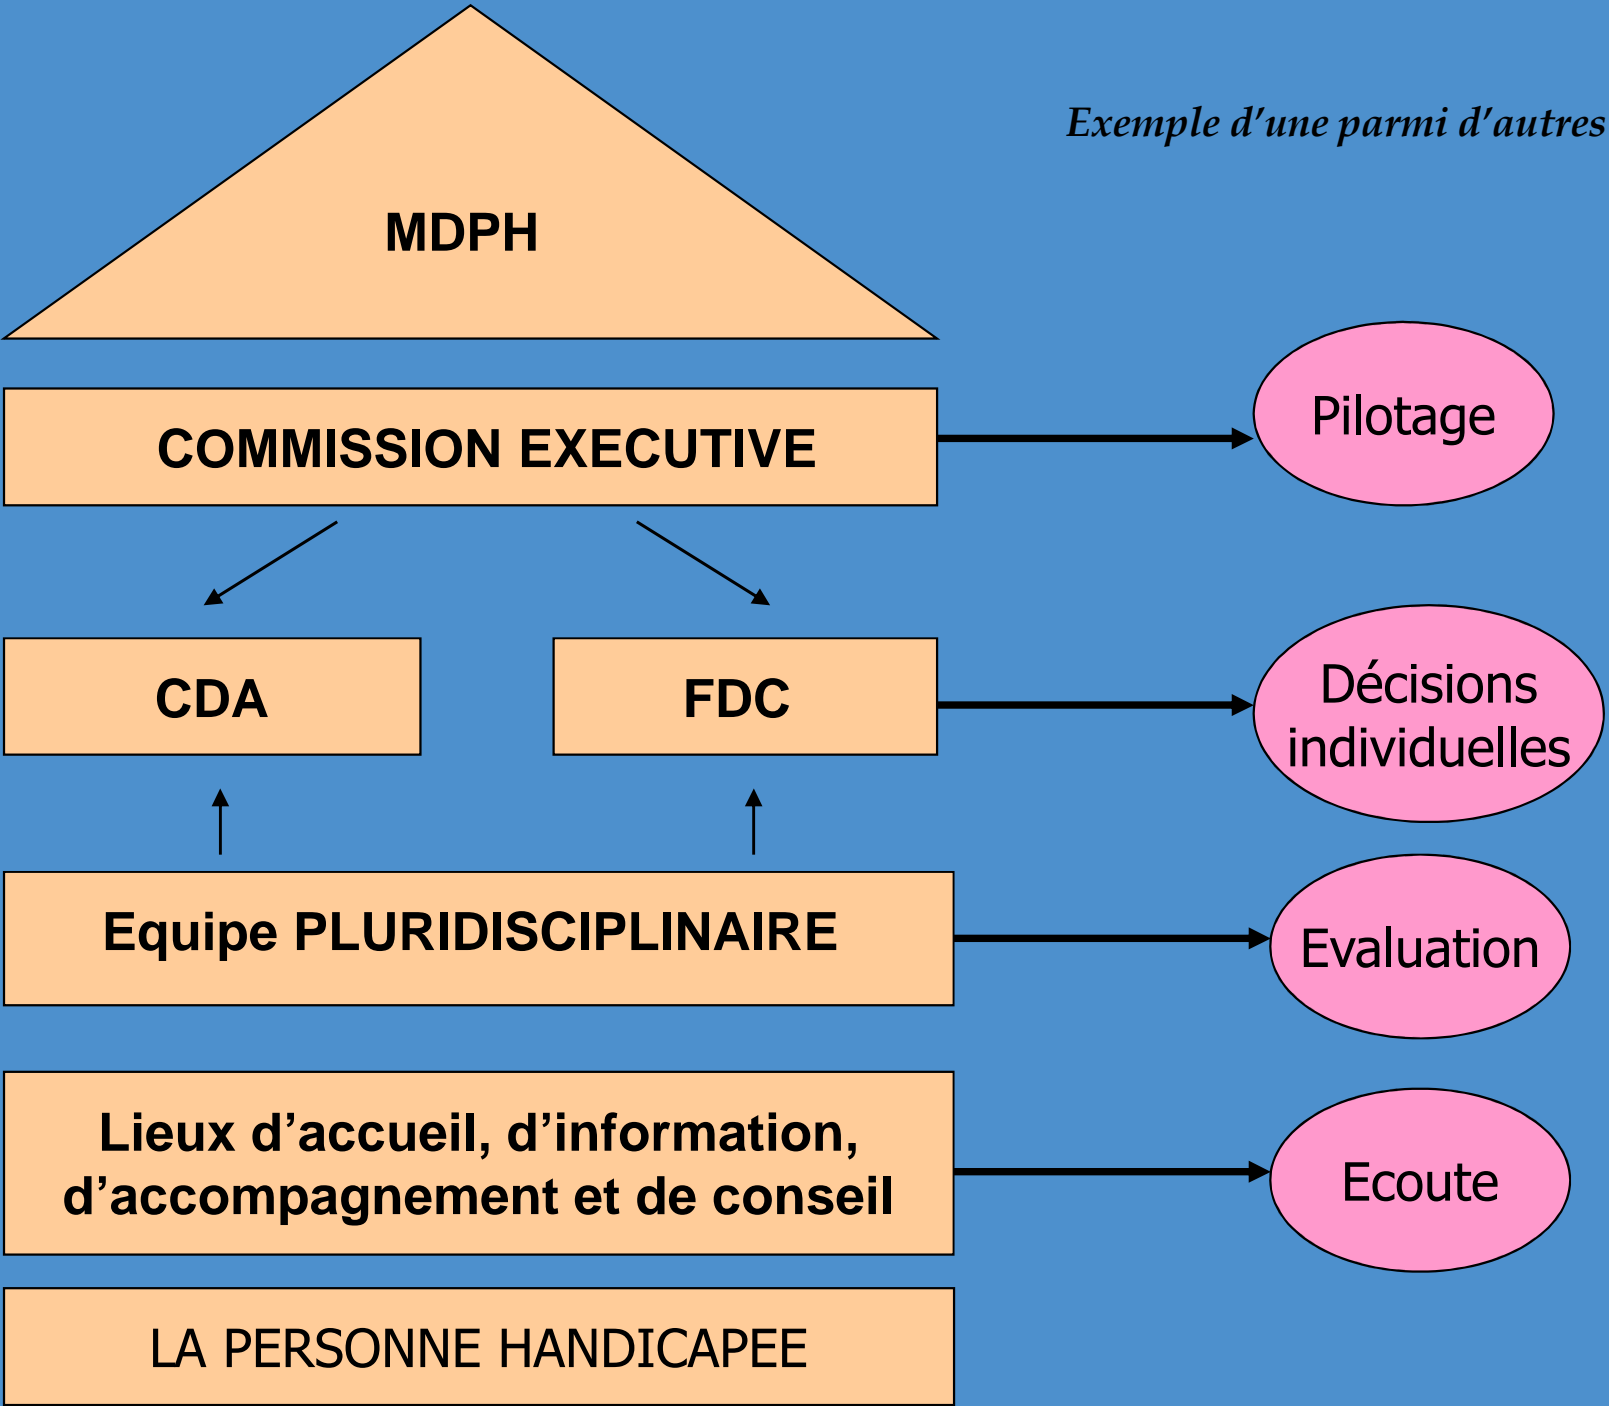 Exemple d’une parmi d’autres
MDPH
COMMISSION EXECUTIVE
Pilotage
CDA
FDC
Décisions
individuelles
Equipe PLURIDISCIPLINAIRE
Evaluation
Lieux d’accueil, d’information,
d’accompagnement et de conseil
Ecoute
LA PERSONNE HANDICAPEE